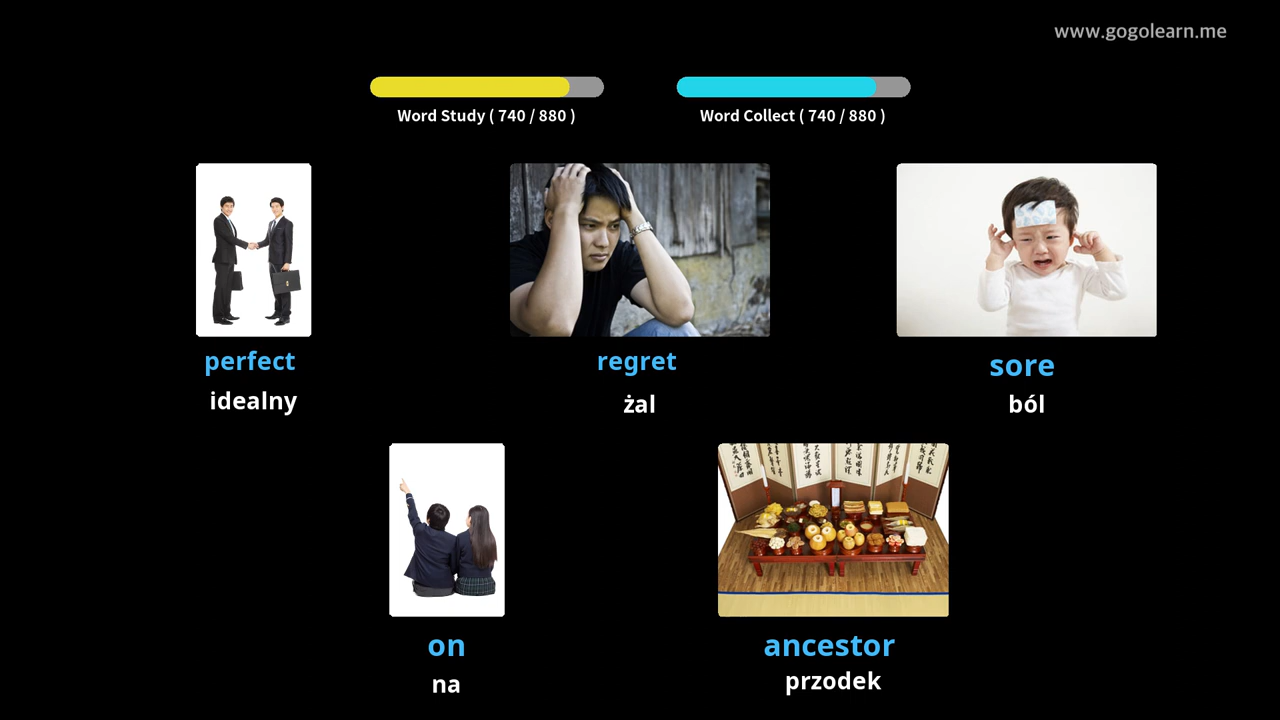 www.gogolearn.me
Word Study ( 740 / 880 )
Word Collect ( 740 / 880 )
perfect
idealny
regret
żal
sore
ból
on
na
ancestor
przodek